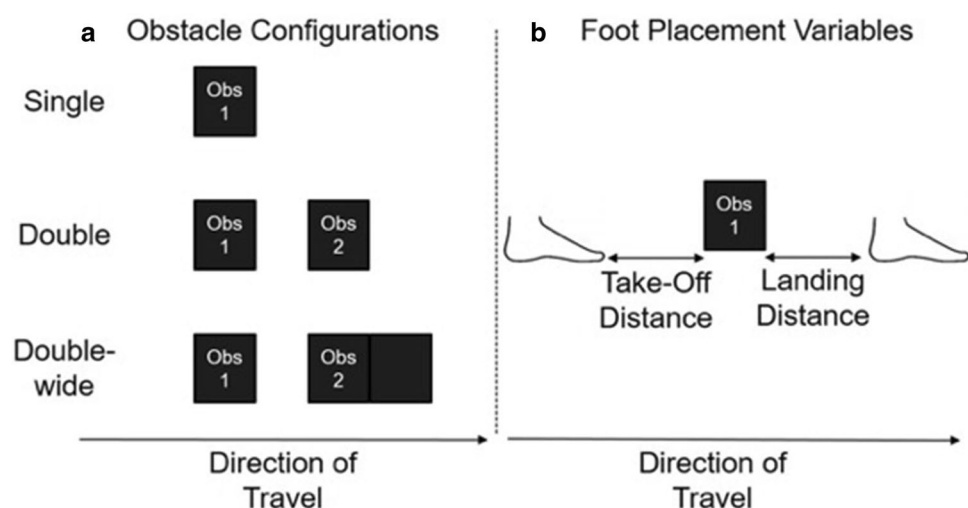 a Obstacle Configurations
Single
Obs
1
Double
Obs
1
Obs
2
Double-
wide
Obs
1
Obs
2
Direction of
Travel
b Foot Placement Variables
Obs
1
Take-Off
Distance
Landing
Distance
Direction of
Travel